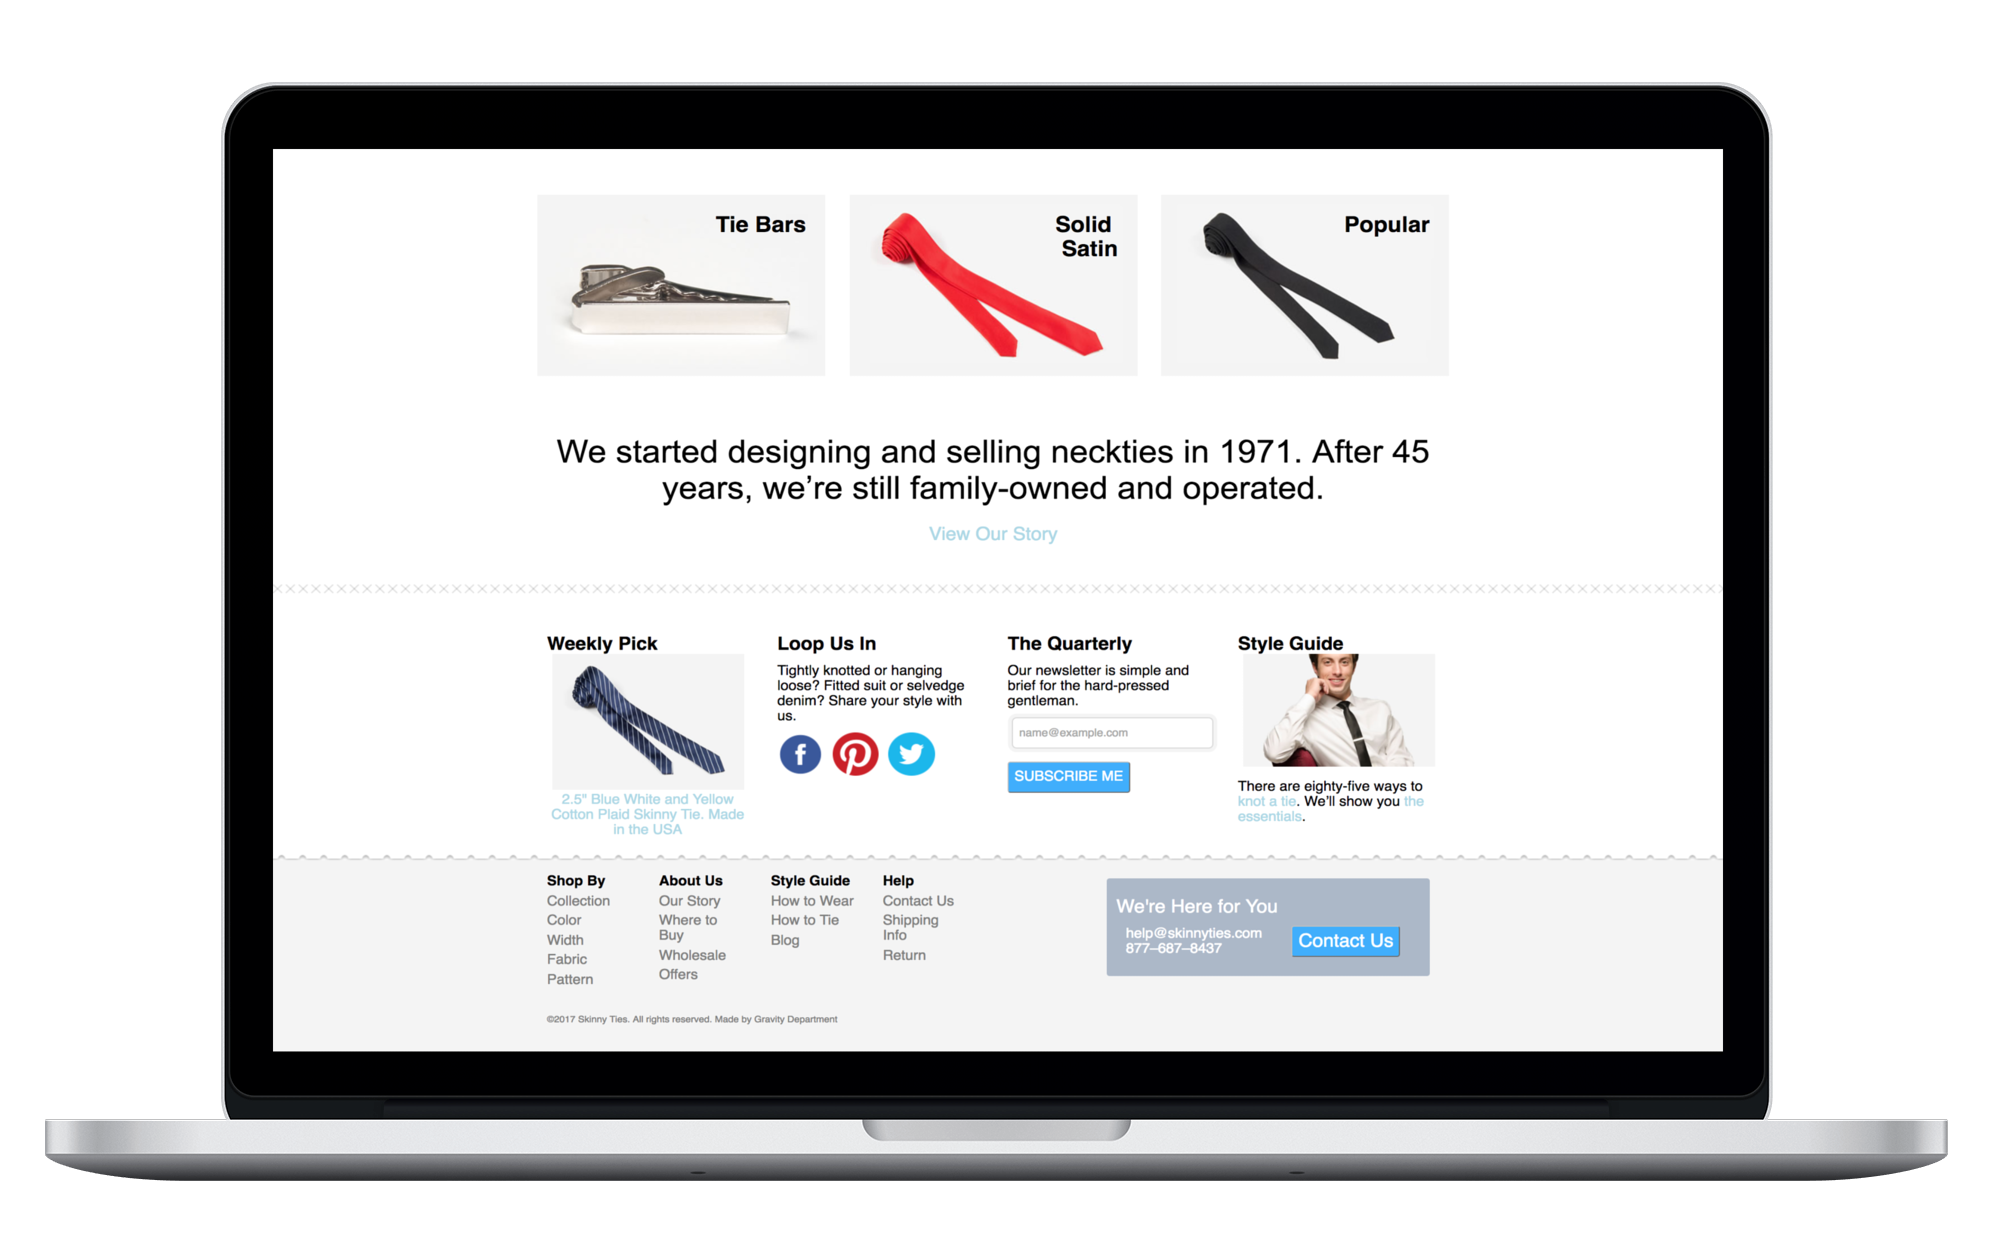 Tie Bars
Solid
Satin
Popular
We started designing and selling neckties in 1971. After 45
years, we’re still family-owned and operated.
View Our Story
Weekly Pick
2.5" Blue White and Yellow
Cotton Plaid Skinny Tie. Made
in the USA
Loop Us In
Tightly knotted or hanging
loose? Fitted suit or selvedge
denim? Share your style with
us.
The Quarterly
Our newsletter is simple and
brief for the hard-pressed
gentleman.
name@example.com
SUBSCRIBE ME
Style Guide
There are eighty-five ways to
knot a tie. We’ll show you the
essentials.
Shop By
Collection
Color
Width
Fabric
Pattern
About Us
Our Story
Where to
Buy
Wholesale
Offers
Style Guide
How to Wear
How to Tie
Blog
Help
Contact Us
Shipping
Info
Return
We're Here for You
help@skinnyties.com
877–687–8437
Contact Us
©2017 Skinny Ties. All rights reserved. Made by Gravity Department